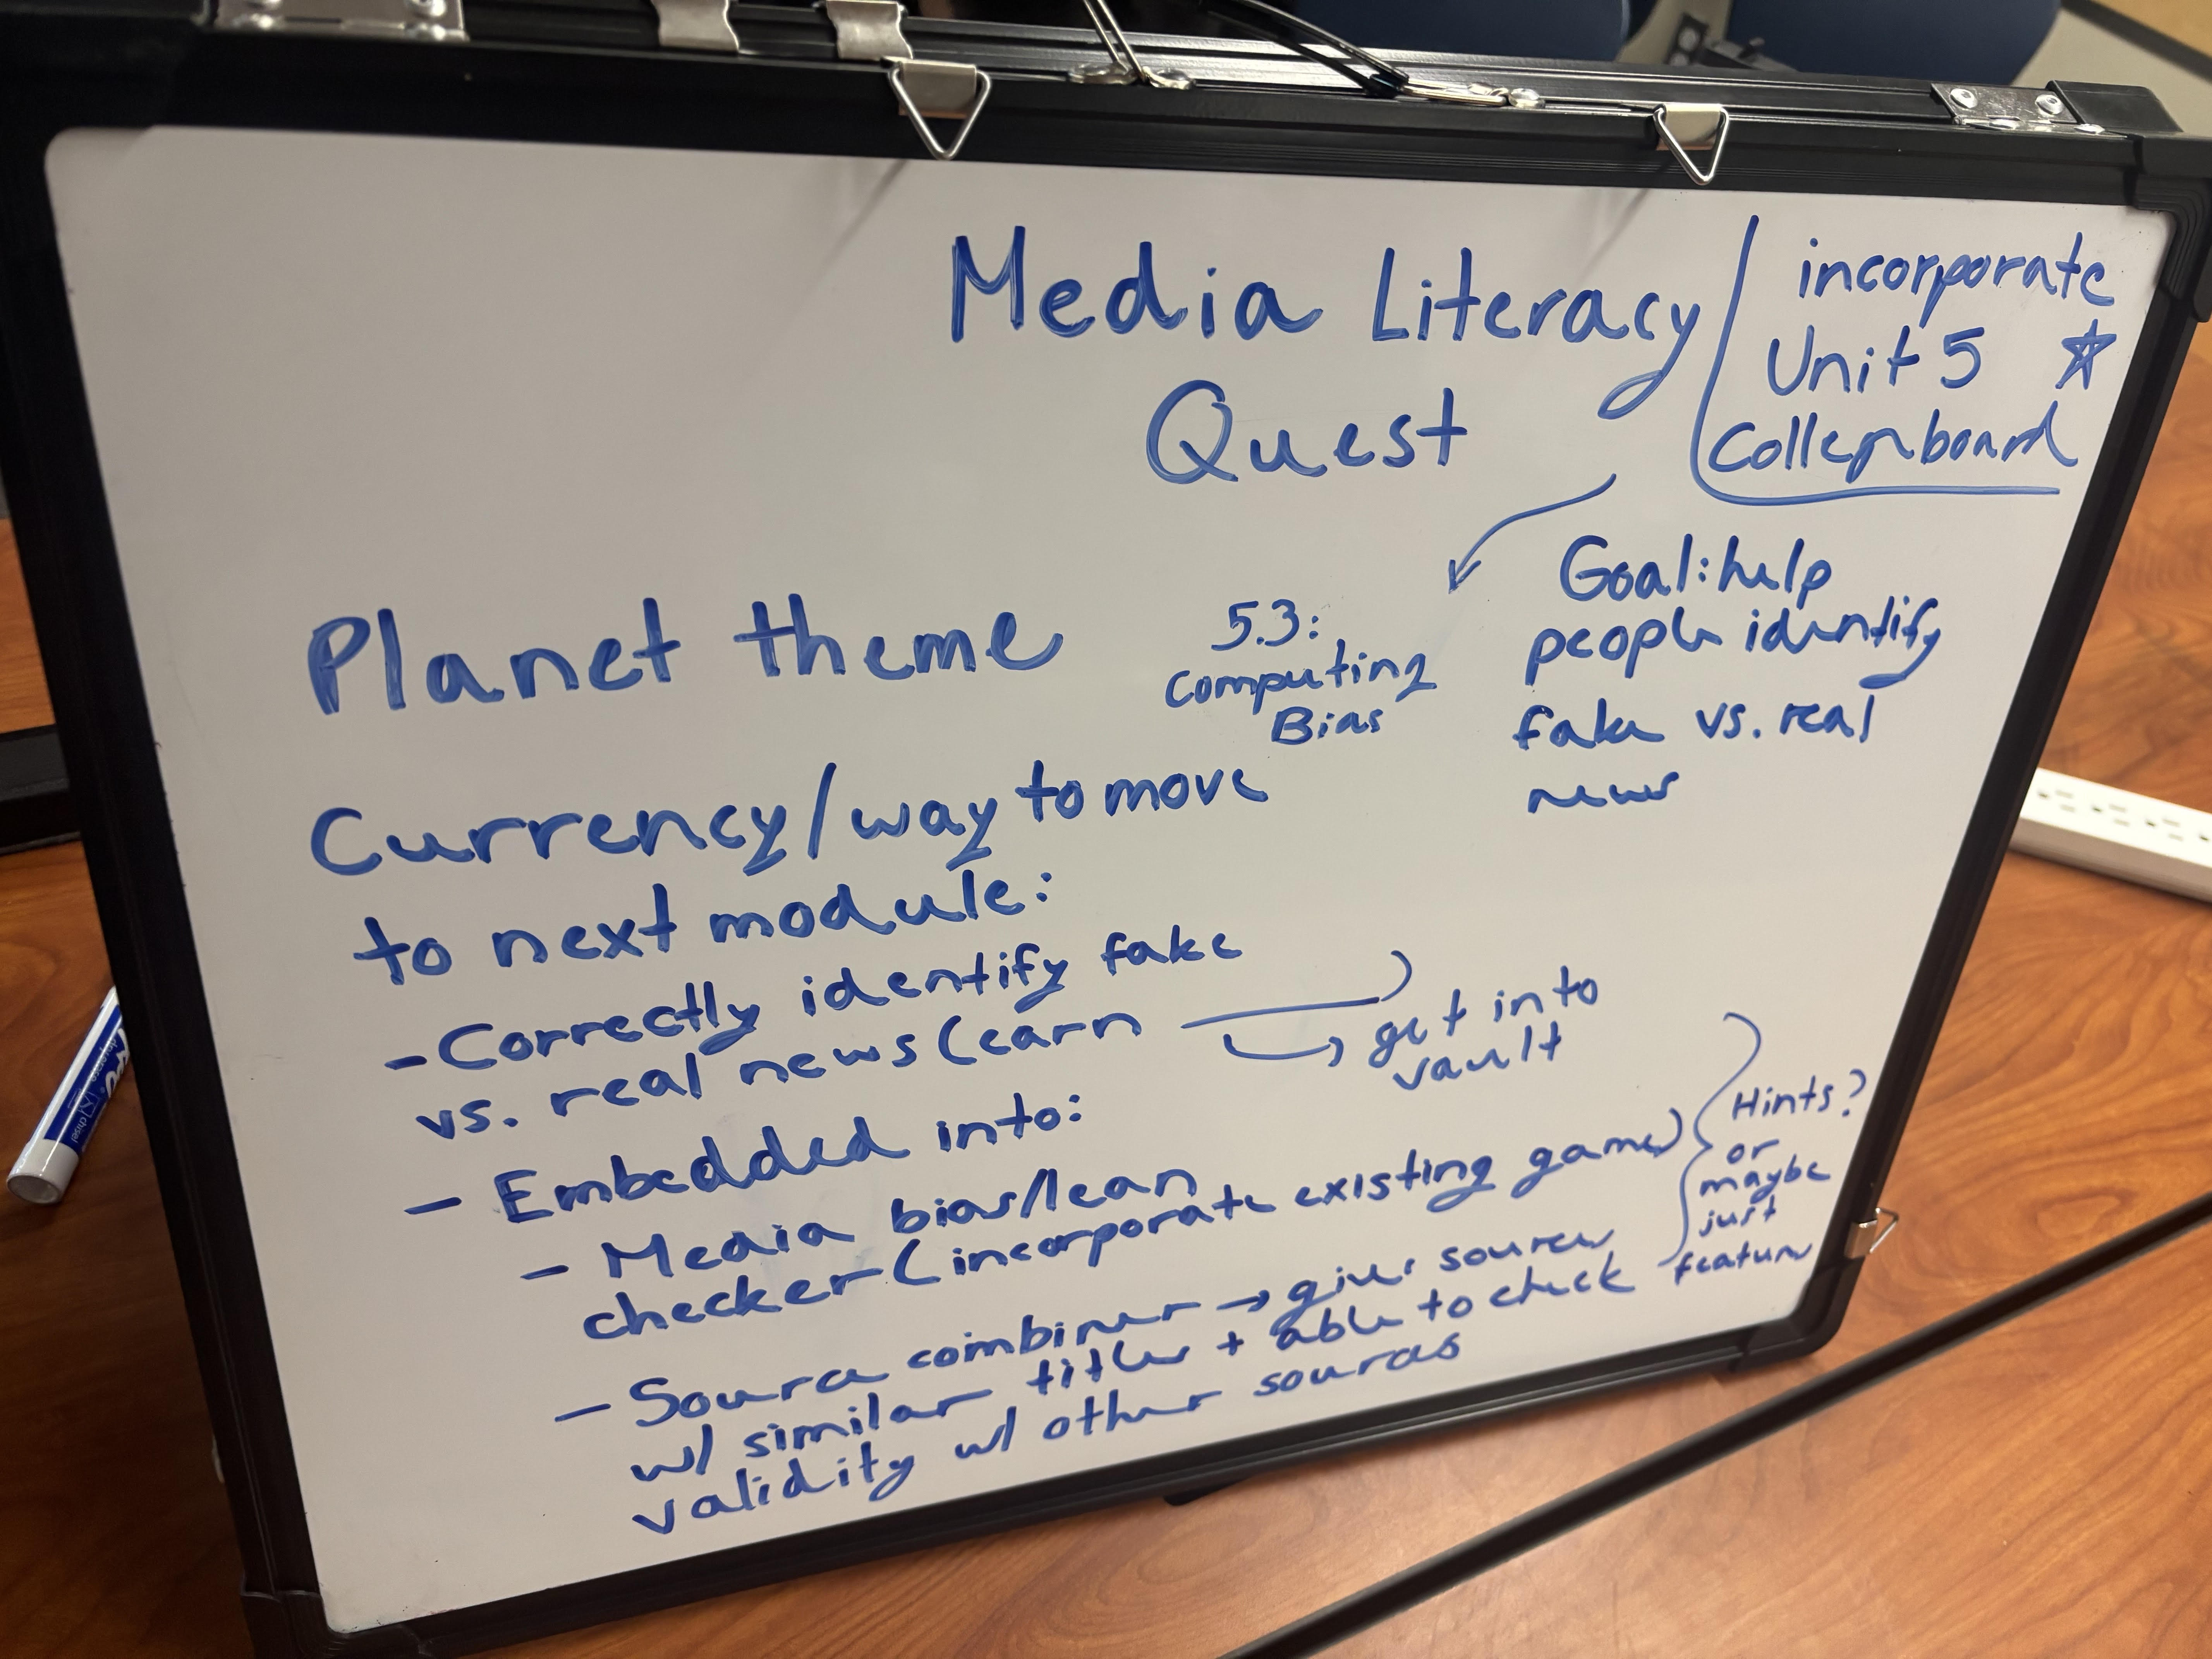 Media Literacy
Quest
incorporate
Unit 5 ☆
Collegeboard
Goal: help
people identify
fake vs. real
news
5.3:
Computing
Bias
Planet theme
Currency/way to move
to next module:
- Correctly identify fake
vs. real news (earn ____)
get into
vault
- Embedded into:
- Media bias/lean
checker (incorporate existing game)
- Source combiner → gives sources
w/ similar titles + able to check
validity w/ other sources
Hints?
or
maybe
just
feature